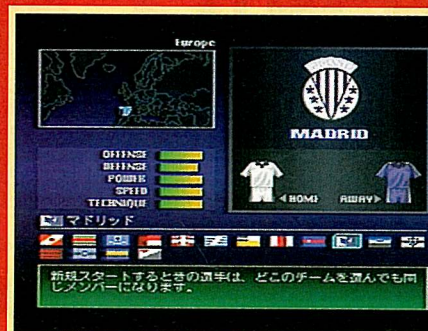 Europe
MADRID
OFFENSE
DEFENSE
POWER
SPEED
TECHNIQUE
◀HOME AWAY▶
マドリッド
新規スタートするときの選手は、どこのチームを選んでも同
じメンバーになります。